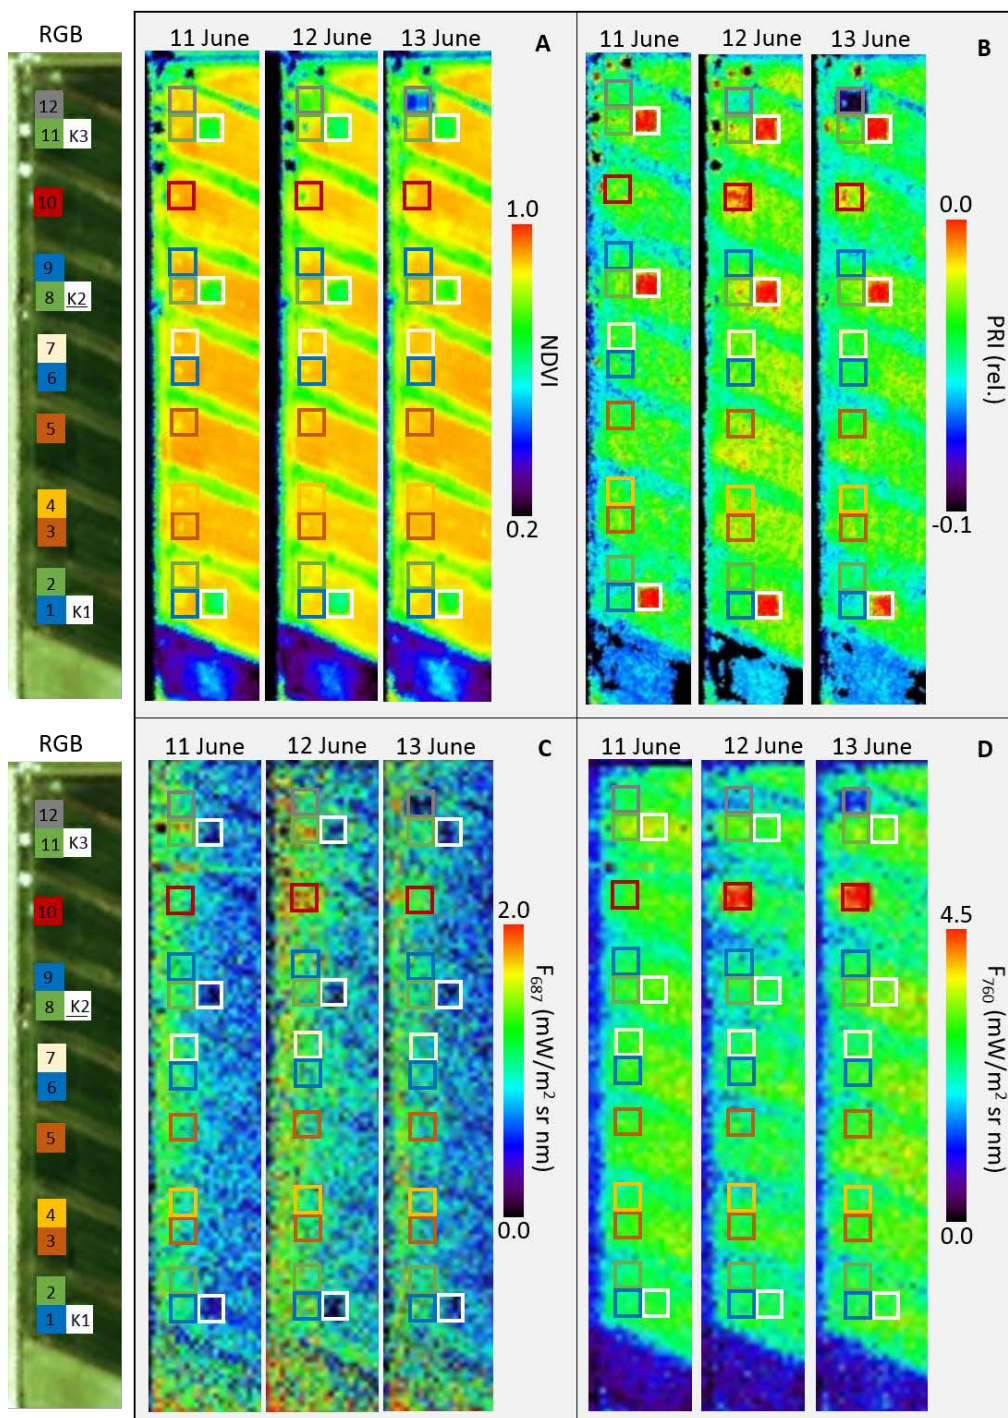 RGB
11 June 12 June 13 June A
11 June 12 June 13 June B
12
11 K3
10
9
8 K2
7
6
5
4
3
2
1 K1
1.0
NDVI
0.2
0.0
PRI (rel.)
-0.1
RGB
11 June 12 June 13 June C
11 June 12 June 13 June D
12
11 K3
10
9
8 K2
7
6
5
4
3
2
1 K1
2.0
F687 (mW/m² sr nm)
0.0
4.5
F760 (mW/m² sr nm)
0.0